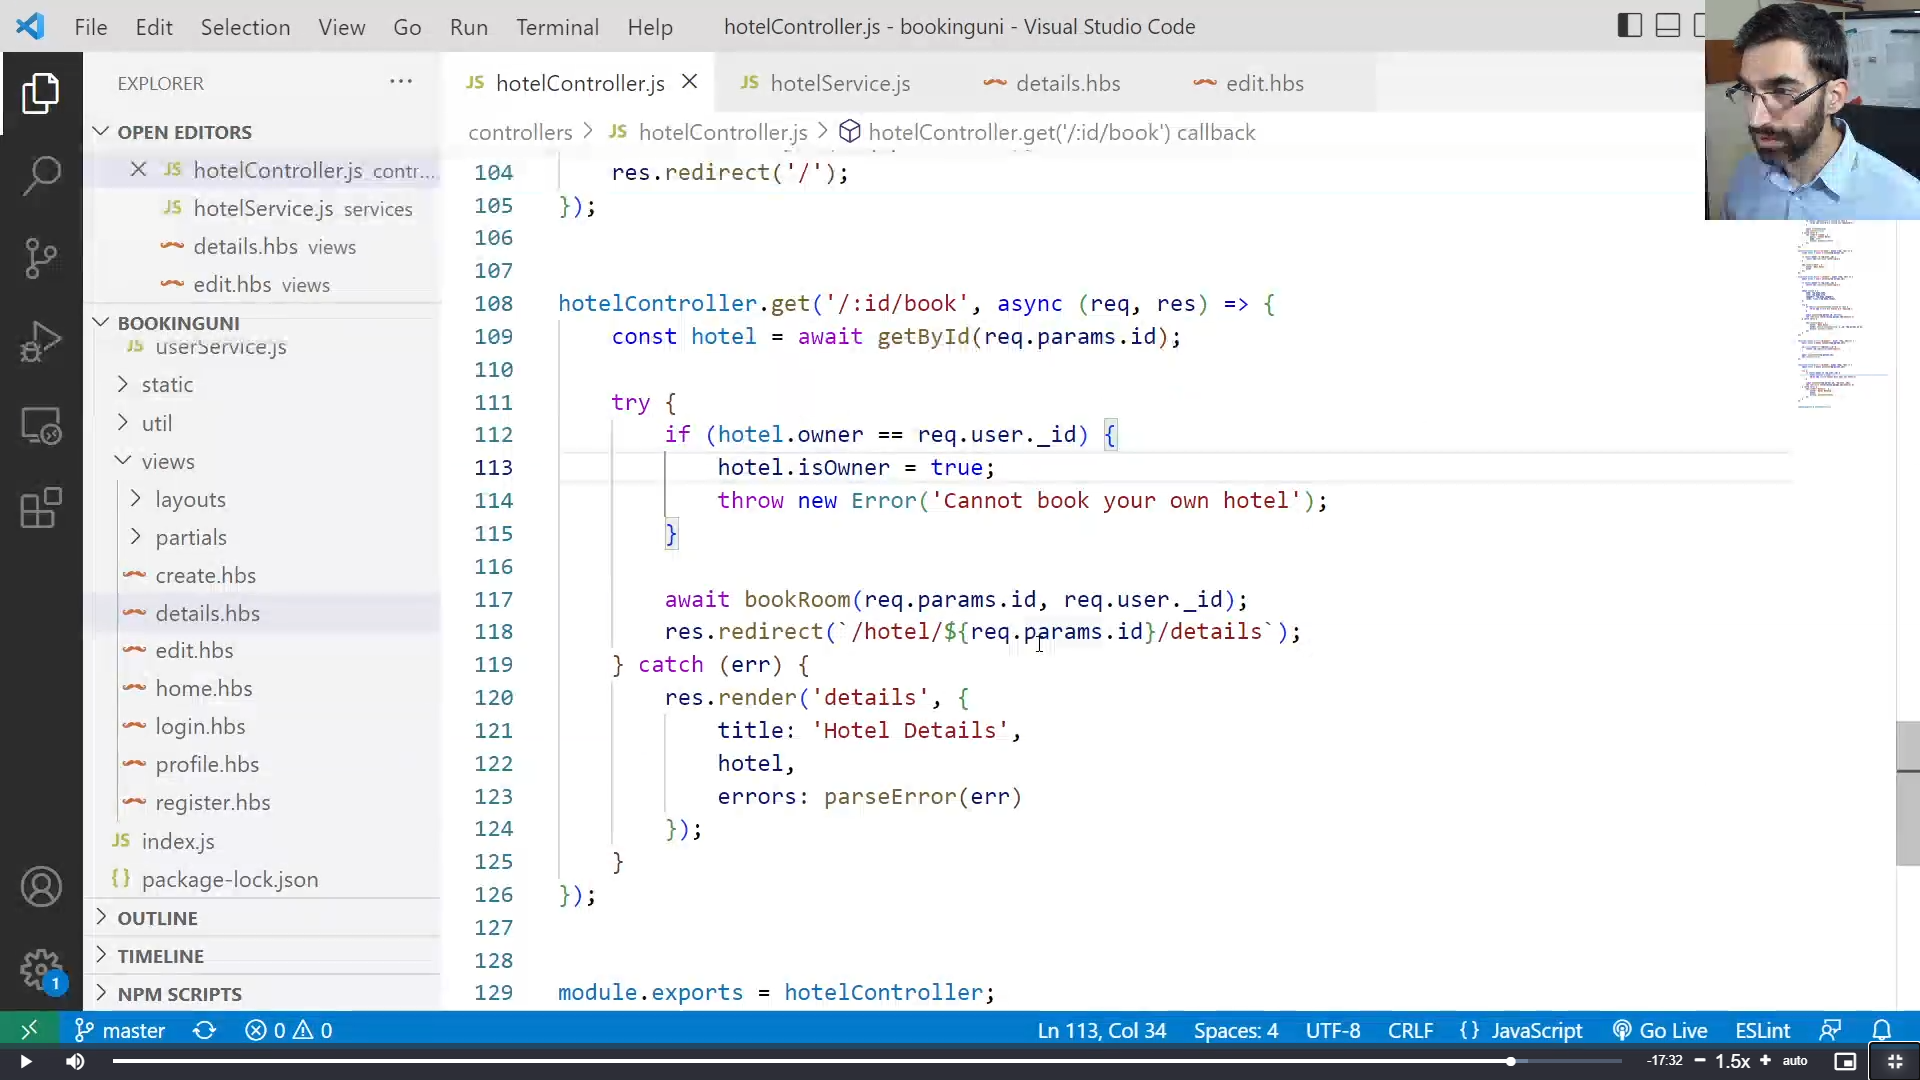 File Edit Selection View Go Run Terminal Help hotelController.js - bookinguni - Visual Studio Code
EXPLORER ···
JS hotelController.js JS hotelService.js details.hbs edit.hbs
controllers > JS hotelController.js > hotelController.get('/:id/book') callback
OPEN EDITORS
JS hotelController.js contr...
JS hotelService.js services
details.hbs views
edit.hbs views
BOOKINGUNI
JS userService.js
static
util
views
layouts
partials
create.hbs
details.hbs
edit.hbs
home.hbs
login.hbs
profile.hbs
register.hbs
JS index.js
{} package-lock.json
OUTLINE
TIMELINE
NPM SCRIPTS
104 res.redirect('/');
105 });
106
107
108 hotelController.get('/:id/book', async (req, res) => {
109 const hotel = await getById(req.params.id);
110
111 try {
112 if (hotel.owner == req.user._id) {
113 hotel.isOwner = true;
114 throw new Error('Cannot book your own hotel');
115 }
116
117 await bookRoom(req.params.id, req.user._id);
118 res.redirect(`/hotel/${req.params.id}/details`);
119 } catch (err) {
120 res.render('details', {
121 title: 'Hotel Details',
122 hotel,
123 errors: parseError(err)
124 });
125 }
126 });
127
128
129 module.exports = hotelController;
1
master 0 0 Ln 113, Col 34 Spaces: 4 UTF-8 CRLF {} JavaScript Go Live ESLint
-17:32 − 1.5x + auto